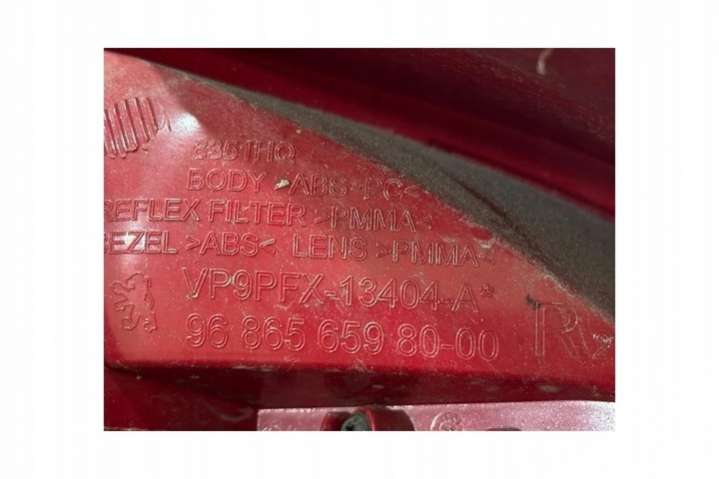 BODY >ABS+PC<
REFLEX FILTER >PMMA<
BEZEL >ABS< LENS >PMMA<
VP9PFX-13404-A*
96 865 659 80-00